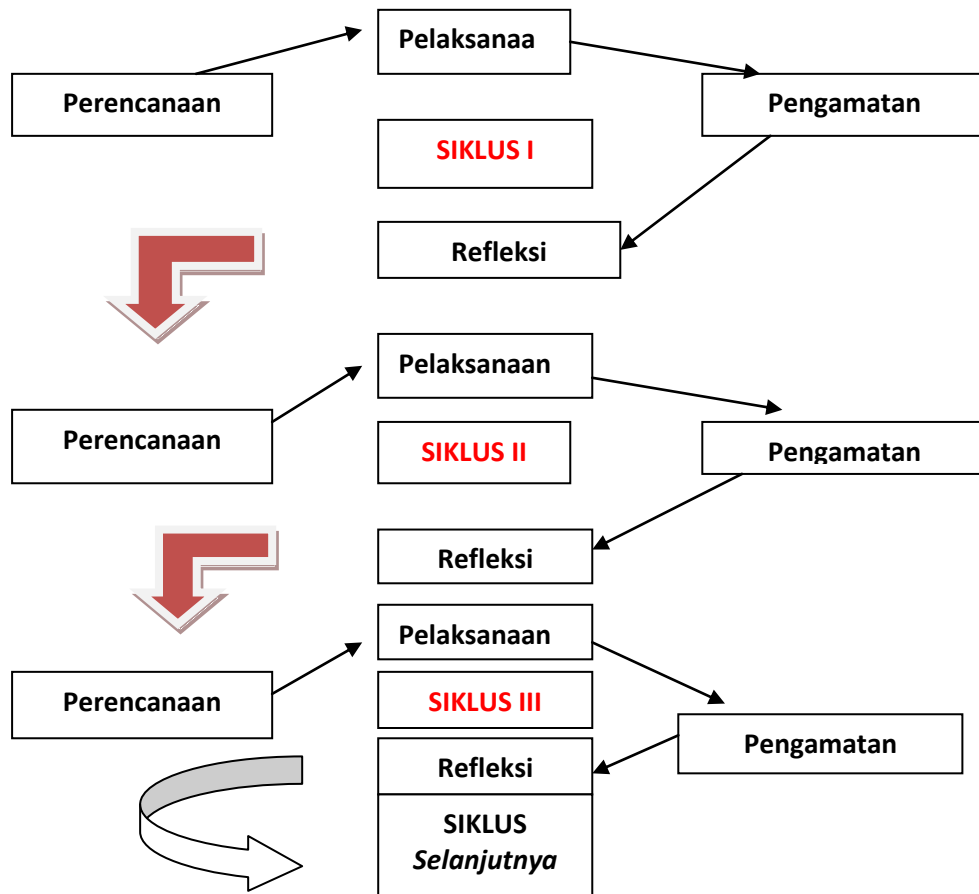 Pelaksanaa
Perencanaan
Pengamatan
SIKLUS I
Refleksi
Pelaksanaan
Perencanaan
SIKLUS II
Pengamatan
Refleksi
Pelaksanaan
Perencanaan
SIKLUS III
Pengamatan
Refleksi
SIKLUS
Selanjutnya